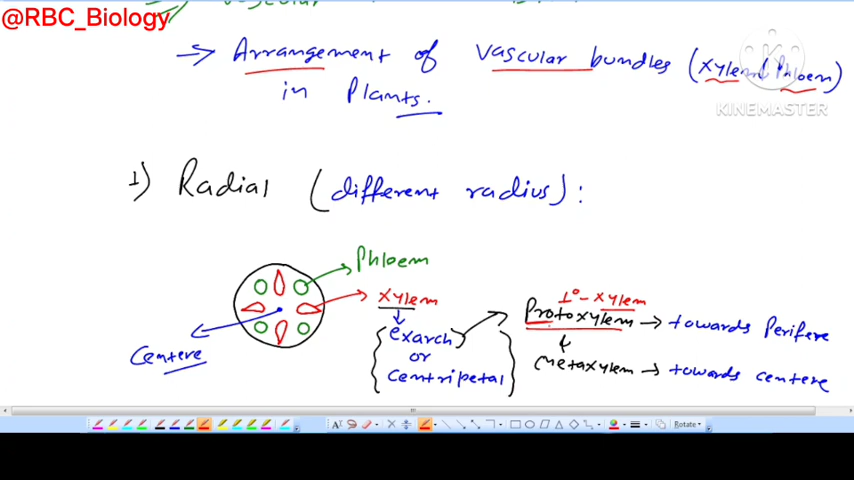 @RBC_Biology
→ Arrangement of vascular bundles (xylem/Phloem)
in Plants.
KINEMASTER
1) Radial (different radius):
Phloem
xylem
1°- xylem
Protoxylem → towards Perifere
exarch
or
centripetal
Metaxylem → towards centere
Centere
Rotate